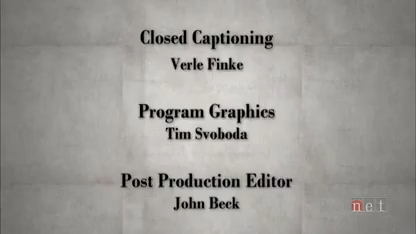 Closed Captioning
Verle Finke
Program Graphics
Tim Svoboda
Post Production Editor
John Beck
net